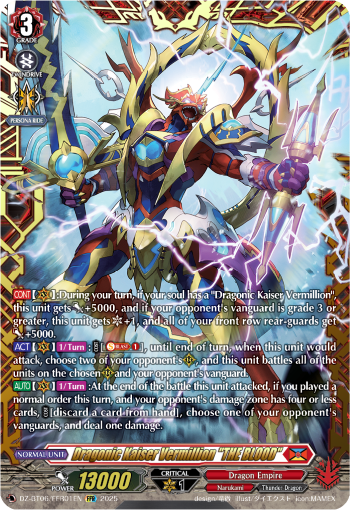 3
GRADE
TWINDRIVE
PERSONA RIDE
CONT :During your turn, if your soul has a "Dragonic Kaiser Vermillion",
this unit gets +5000, and if your opponent's vanguard is grade 3 or
greater, this unit gets +1, and all of your front row rear-guards get
+5000.
ACT 1/Turn : , until end of turn, when this unit would
attack, choose two of your opponent's , and this unit battles all of
the units on the chosen and your opponent's vanguard.
AUTO 1/Turn :At the end of the battle this unit attacked, if you played a
normal order this turn, and your opponent's damage zone has four or less
cards, [discard a card from hand], choose one of your opponent's
vanguards, and deal one damage.
NORMAL UNIT
Dragonic Kaiser Vermillion "THE BLOOD"
POWER 13000
CRITICAL
1
Dragon Empire
Narukami
Thunder Dragon
2025